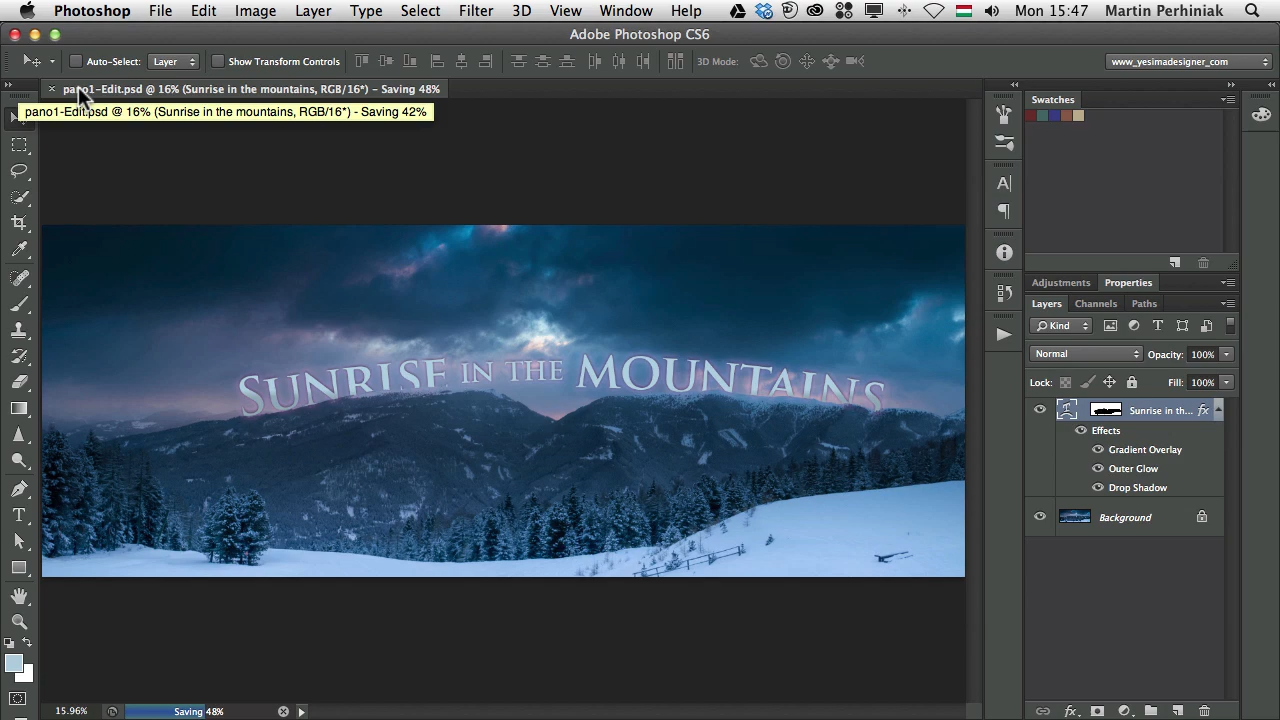 Photoshop File Edit Image Layer Type Select Filter 3D View Window Help Mon 15:47 Martin Perhiniak
Adobe Photoshop CS6
Auto-Select: Layer Show Transform Controls 3D Mode: www_yesimadesigner_com
pano1-Edit.psd @ 16% (Sunrise in the mountains, RGB/16*) - Saving 48%
pano1-Edit.psd @ 16% (Sunrise in the mountains, RGB/16*) - Saving 42%
Swatches
Adjustments Properties
Layers Channels Paths
Kind
Normal Opacity: 100%
Lock: Fill: 100%
Sunrise in th... fx
Effects
Gradient Overlay
Outer Glow
Drop Shadow
Background
SUNRISE IN THE MOUNTAINS
15.96% Saving 48%
fx